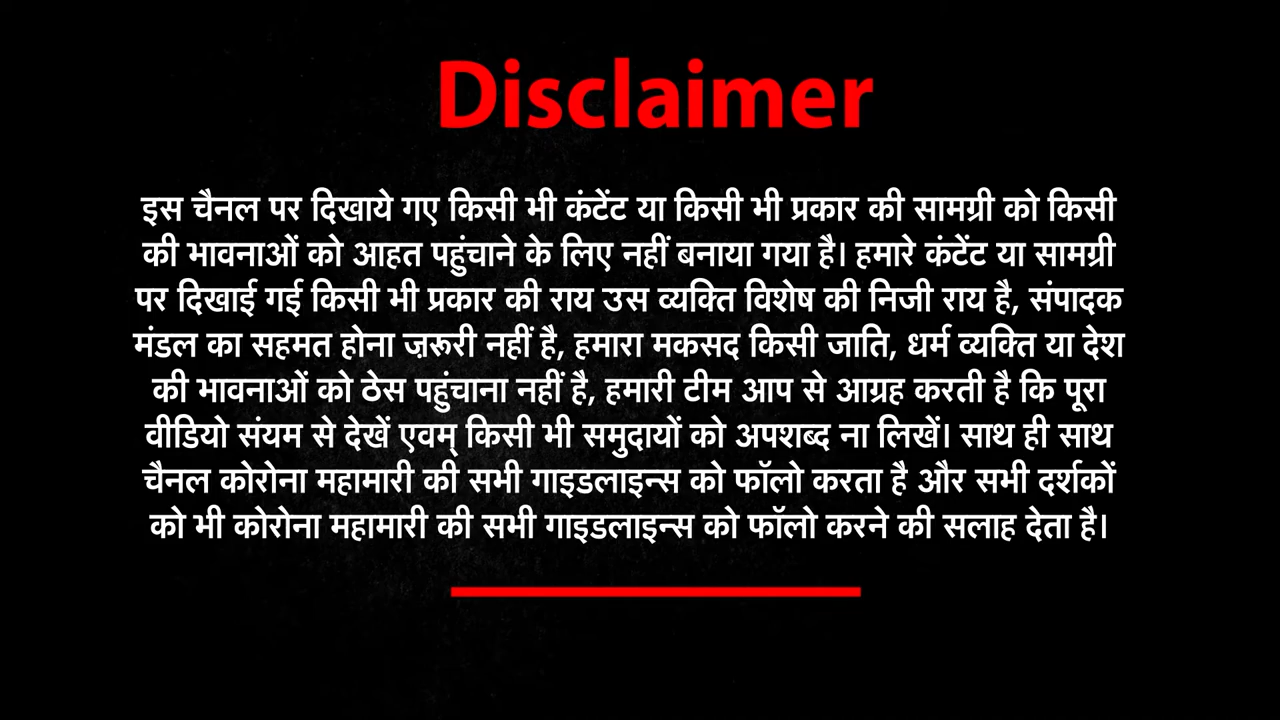 Disclaimer
इस चैनल पर दिखाये गए किसी भी कंटेंट या किसी भी प्रकार की सामग्री को किसी
की भावनाओं को आहत पहुंचाने के लिए नहीं बनाया गया है। हमारे कंटेंट या सामग्री
पर दिखाई गई किसी भी प्रकार की राय उस व्यक्ति विशेष की निजी राय है, संपादक
मंडल का सहमत होना ज़रूरी नहीं है, हमारा मकसद किसी जाति, धर्म व्यक्ति या देश
की भावनाओं को ठेस पहुंचाना नहीं है, हमारी टीम आप से आग्रह करती है कि पूरा
वीडियो संयम से देखें एवम् किसी भी समुदायों को अपशब्द ना लिखें। साथ ही साथ
चैनल कोरोना महामारी की सभी गाइडलाइन्स को फॉलो करता है और सभी दर्शकों
को भी कोरोना महामारी की सभी गाइडलाइन्स को फॉलो करने की सलाह देता है।